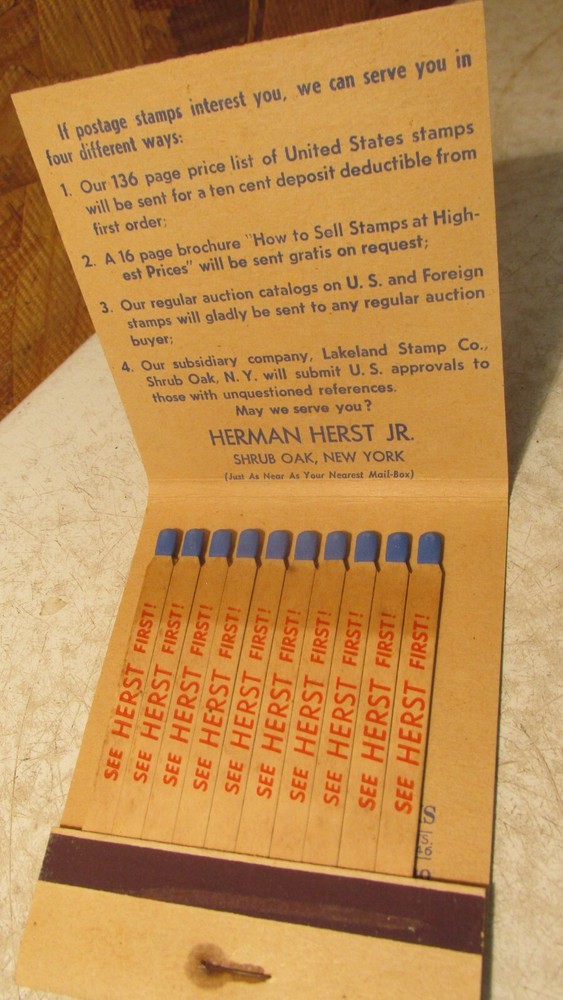 If postage stamps interest you, we can serve you in
four different ways:
1. Our 136 page price list of United States stamps
will be sent for a ten cent deposit deductible from
first order;
2. A 16 page brochure "How to Sell Stamps at High-
est Prices" will be sent gratis on request;
3. Our regular auction catalogs on U. S. and Foreign
stamps will gladly be sent to any regular auction
buyer;
4. Our subsidiary company, Lakeland Stamp Co.,
Shrub Oak, N. Y. will submit U. S. approvals to
those with unquestioned references.
May we serve you?
HERMAN HERST JR.
SHRUB OAK, NEW YORK
(Just As Near As Your Nearest Mail-Box)
SEE HERST FIRST!
SEE HERST FIRST!
SEE HERST FIRST!
SEE HERST FIRST!
SEE HERST FIRST!
SEE HERST FIRST!
SEE HERST FIRST!
SEE HERST FIRST!
SEE HERST FIRST!
SEE HERST FIRST!